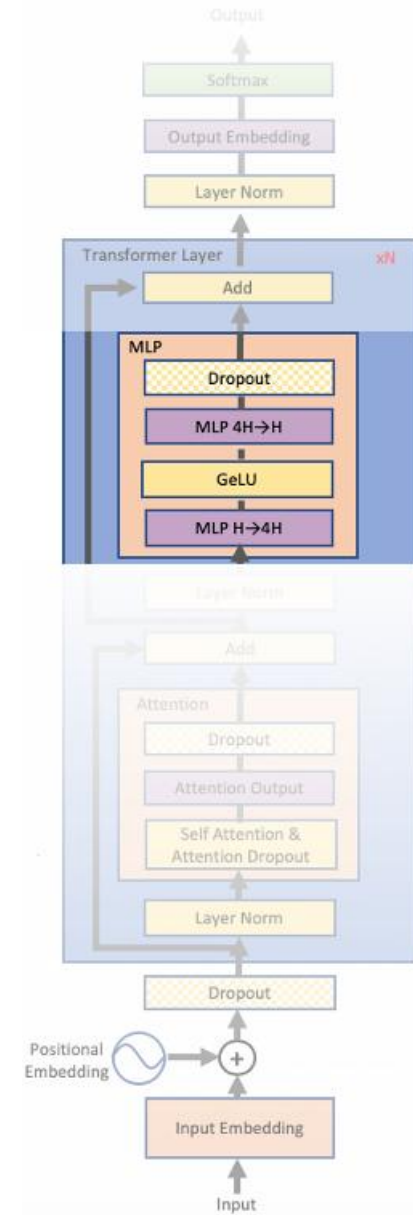 Output
Softmax
Output Embedding
Layer Norm
Transformer Layer
xN
Add
MLP
Dropout
MLP 4H→H
GeLU
MLP H→4H
Layer Norm
Add
Attention
Dropout
Attention Output
Self Attention &
Attention Dropout
Layer Norm
Dropout
Positional
Embedding
+
Input Embedding
Input